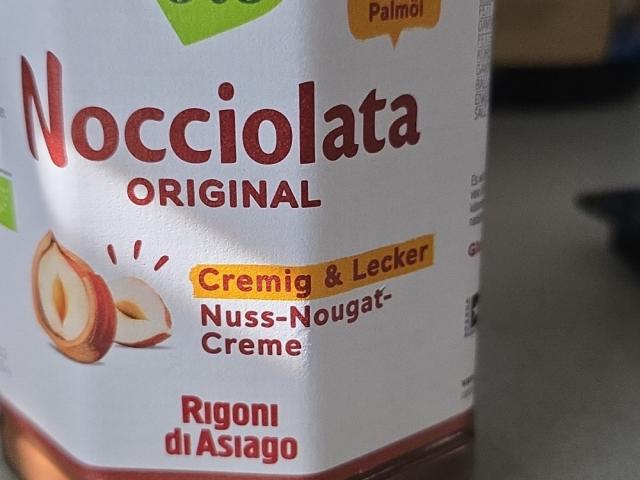 Palmöl
Nocciolata
ORIGINAL
Cremig & Lecker
Nuss-Nougat-
Creme
Rigoni
di Asiago